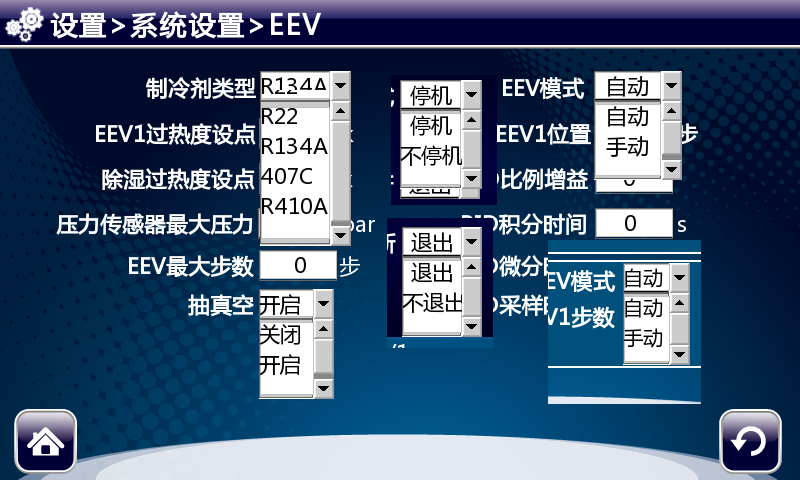 设置>系统设置>EEV
制冷剂类型 R134A
R22
R134A
407C
R410A
停机
停机
不停机
EEV模式 自动
自动
手动
EEV1过热度设点
EEV1位置 步
除湿过热度设点
比例增益 0
压力传感器最大压力 bar
退出
退出
不退出
PID积分时间 0 s
EEV最大步数 0 步
D微分
抽真空 开启
关闭
开启
D采样
EV模式 自动
自动
手动
V1步数